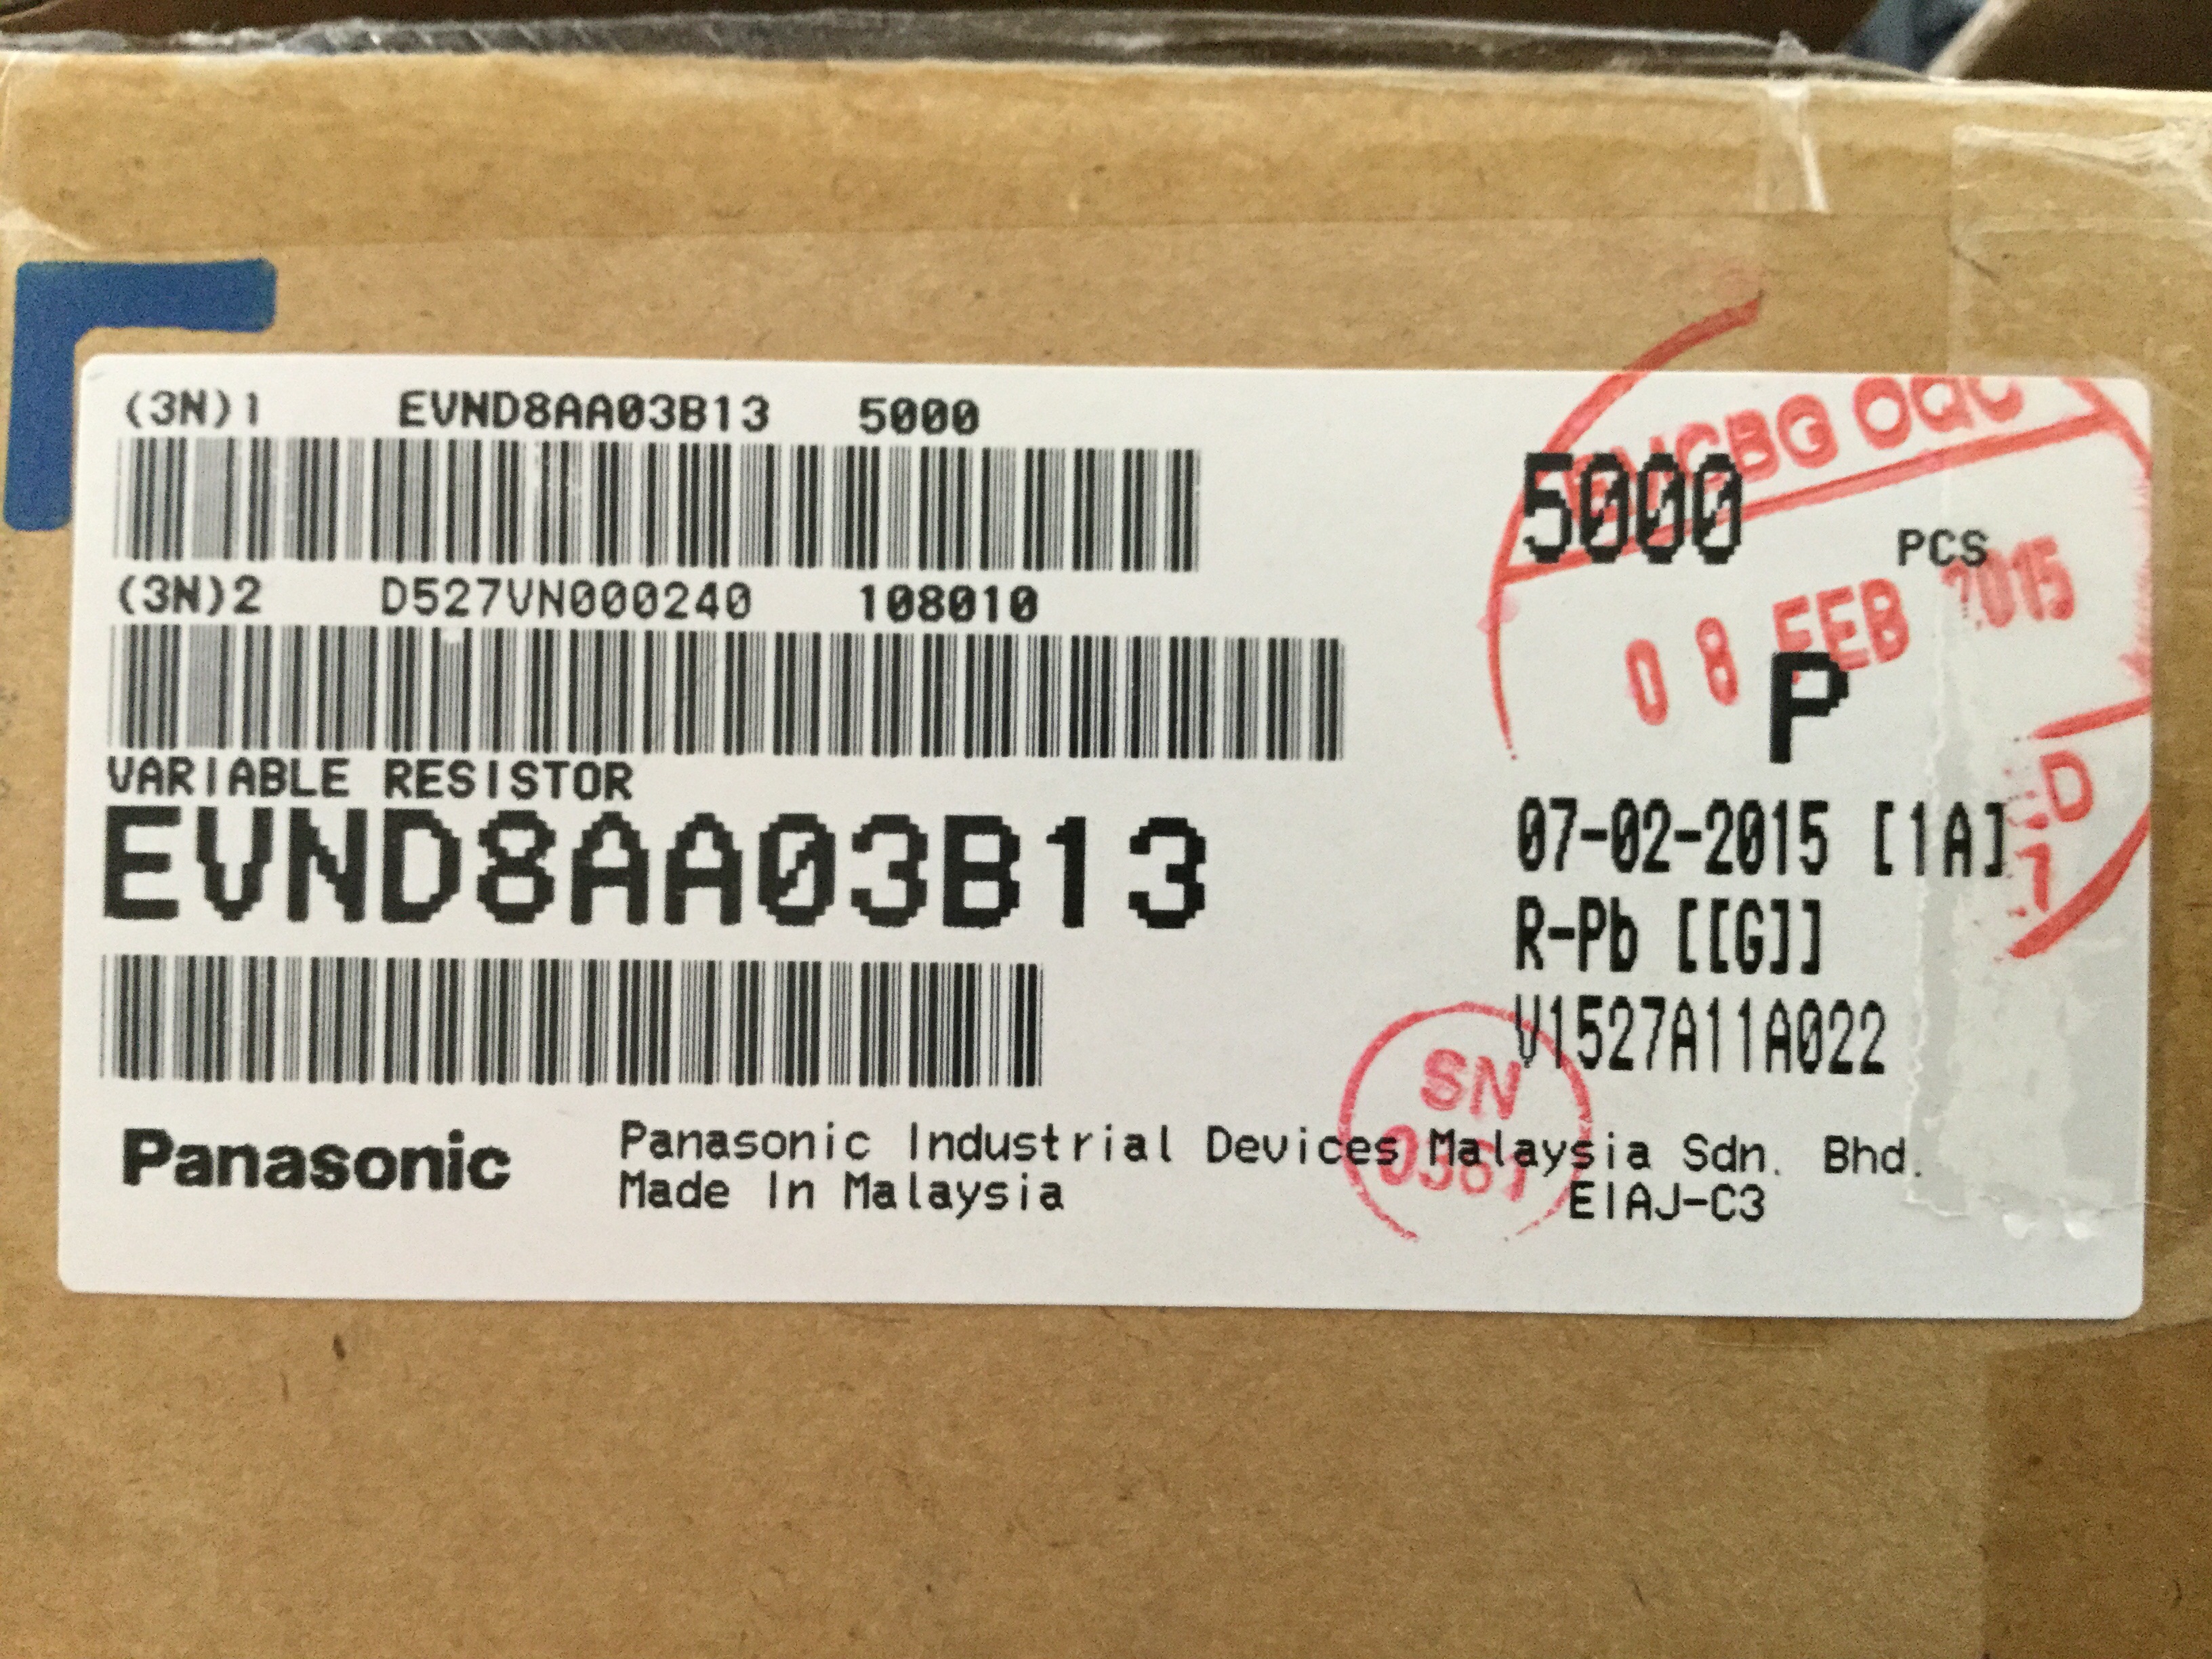 (3N)1 EVND8AA03B13 5000
(3N)2 D527VN000240 108010
VARIABLE RESISTOR
EVND8AA03B13
Panasonic
Panasonic Industrial Devices Malaysia Sdn. Bhd.
Made In Malaysia
EIAJ-C3
5000 PCS
P
07-02-2015 [1A]
R-Pb [[G]]
V1527A11A022
OQC
08 FEB 2015
D
SN